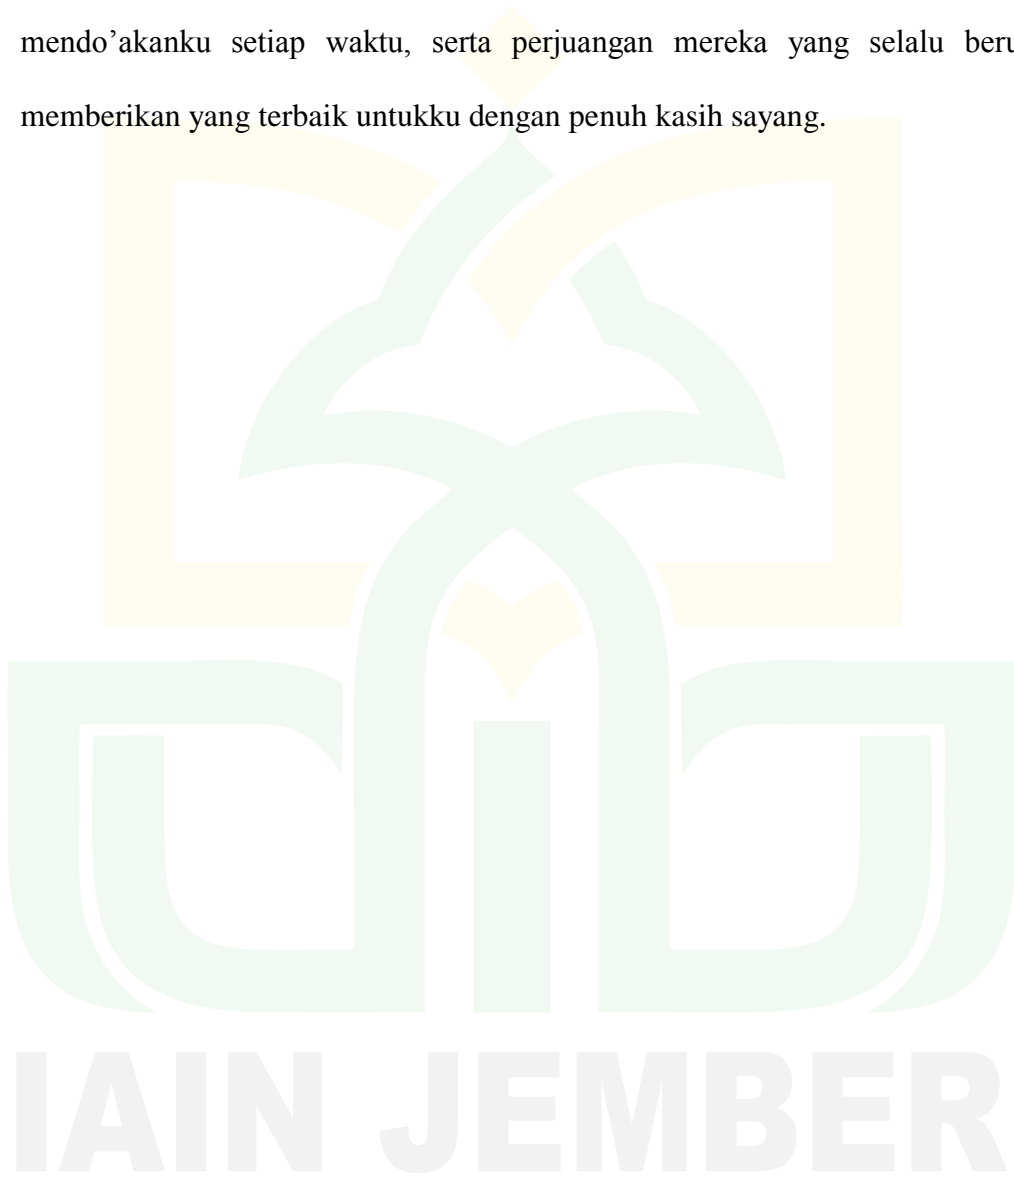 mendo’akanku setiap waktu, serta perjuangan mereka yang selalu
memberikan yang terbaik untukku dengan penuh kasih sayang.
IAIN JEMBER